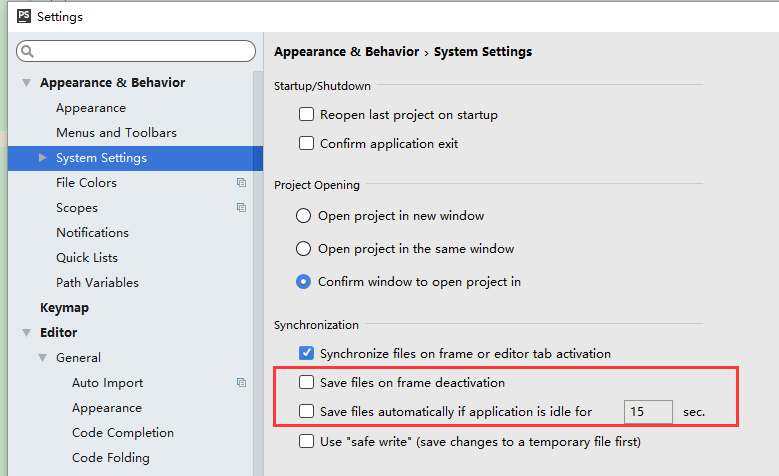 PS Settings
Appearance & Behavior › System Settings
Appearance & Behavior
Appearance
Menus and Toolbars
System Settings
File Colors
Scopes
Notifications
Quick Lists
Path Variables
Keymap
Editor
General
Auto Import
Appearance
Code Completion
Code Folding
Startup/Shutdown
Reopen last project on startup
Confirm application exit
Project Opening
Open project in new window
Open project in the same window
Confirm window to open project in
Synchronization
Synchronize files on frame or editor tab activation
Save files on frame deactivation
Save files automatically if application is idle for 15 sec.
Use "safe write" (save changes to a temporary file first)